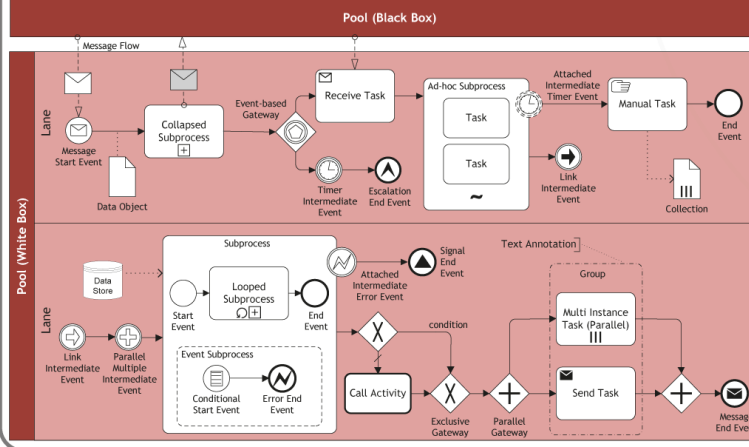 Pool (Black Box)
Message Flow
Pool (White Box)
Lane
Message
Start Event
Collapsed
Subprocess
Data Object
Event-based
Gateway
Receive Task
Timer
Intermediate
Event
Escalation
End Event
Ad-hoc Subprocess
Task
Task
Attached
Intermediate
Timer Event
Link
Intermediate
Event
Manual Task
Collection
End
Event
Lane
Data
Store
Link
Intermediate
Event
Parallel
Multiple
Intermediate
Event
Subprocess
Start
Event
Looped
Subprocess
End
Event
Event Subprocess
Conditional
Start Event
Error End
Event
Attached
Intermediate
Error Event
Signal
End
Event
condition
Call Activity
Exclusive
Gateway
Parallel
Gateway
Text Annotation
Group
Multi Instance
Task (Parallel)
Send Task
Message
End Event